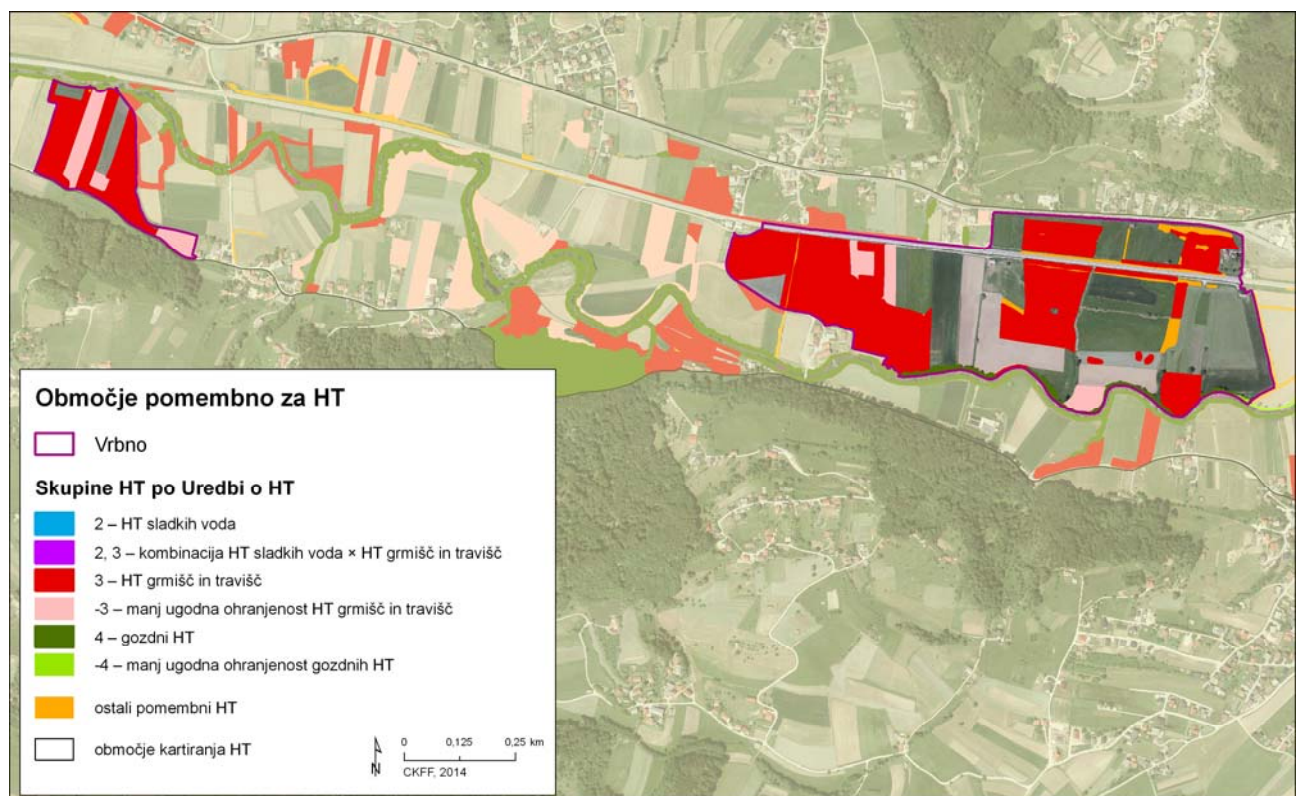 Območje pomembno za HT
Vrbno
Skupine HT po Uredbi o HT
2 – HT sladkih voda
2, 3 – kombinacija HT sladkih voda × HT grmišč in travišč
3 – HT grmišč in travišč
-3 – manj ugodna ohranjenost HT grmišč in travišč
4 – gozdni HT
-4 – manj ugodna ohranjenost gozdnih HT
ostali pomembni HT
območje kartiranja HT
N
0 0,125 0,25 km
CKFF, 2014